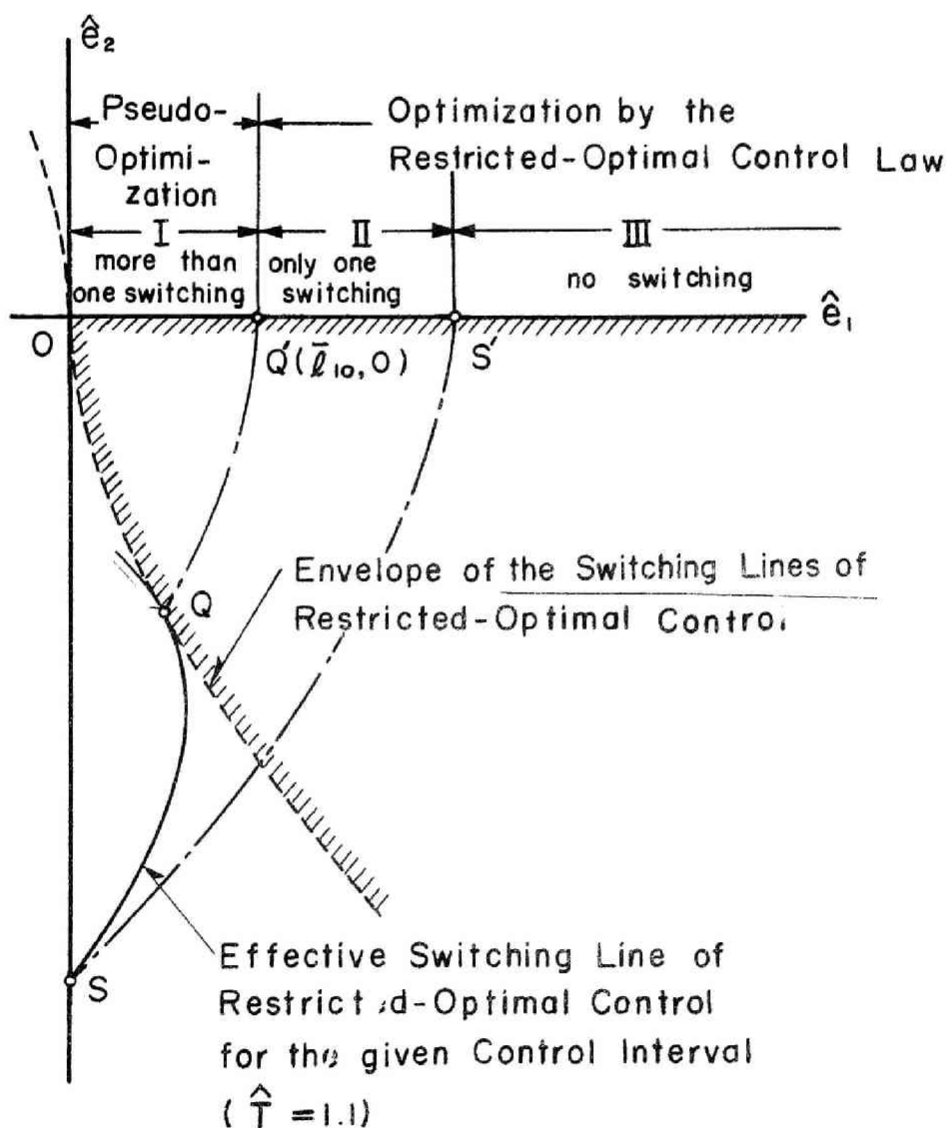 ê₂
Pseudo-
Optimi-
zation
Optimization by the
Restricted-Optimal Control Law
I
II
III
more than
one switching
only one
switching
no switching
O
ê₁
Q′(ℓ̄₁₀,O)
S′
Q
Envelope of the Switching Lines of
Restricted-Optimal Control
S
Effective Switching Line of
Restricted-Optimal Control
for the given Control Interval
( T̂ =1.1)